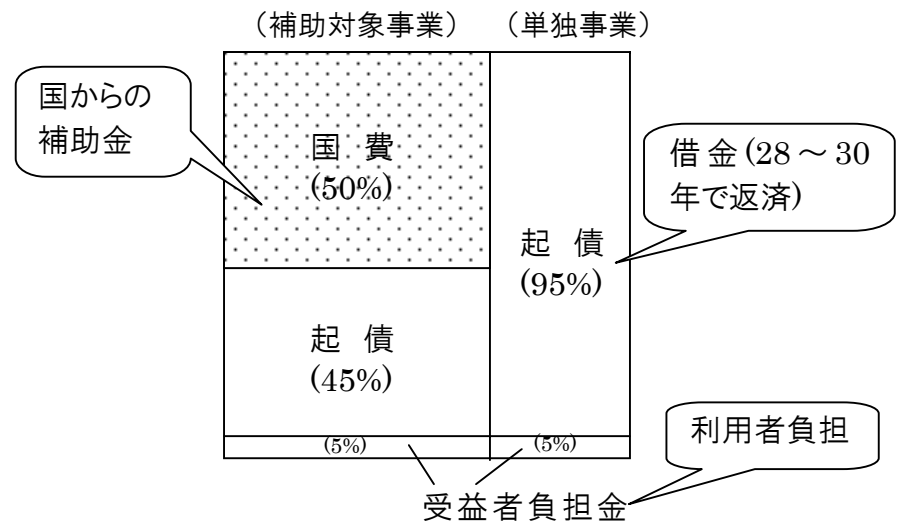 （補助対象事業）
（単独事業）
国からの
補助金
国 費
(50%)
借金(28～30
年で返済)
起 債
(95%)
起 債
(45%)
(5%)
(5%)
利用者負担
受益者負担金